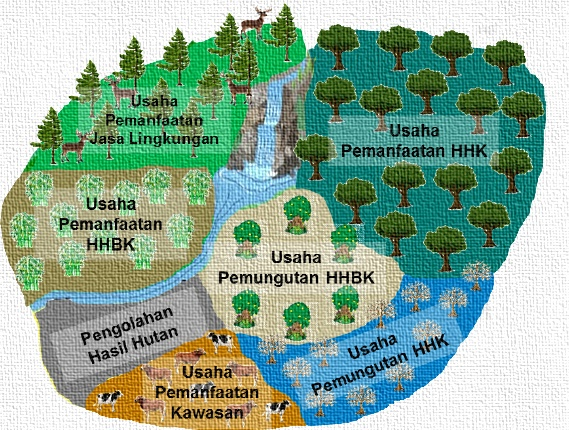 Usaha
Pemanfaatan
Jasa Lingkungan
Usaha
Pemanfaatan HHK
Usaha
Pemanfaatan
HHBK
Usaha
Pemungutan HHBK
Pengolahan
Hasil Hutan
Usaha
Pemungutan HHK
Usaha
Pemanfaatan
Kawasan